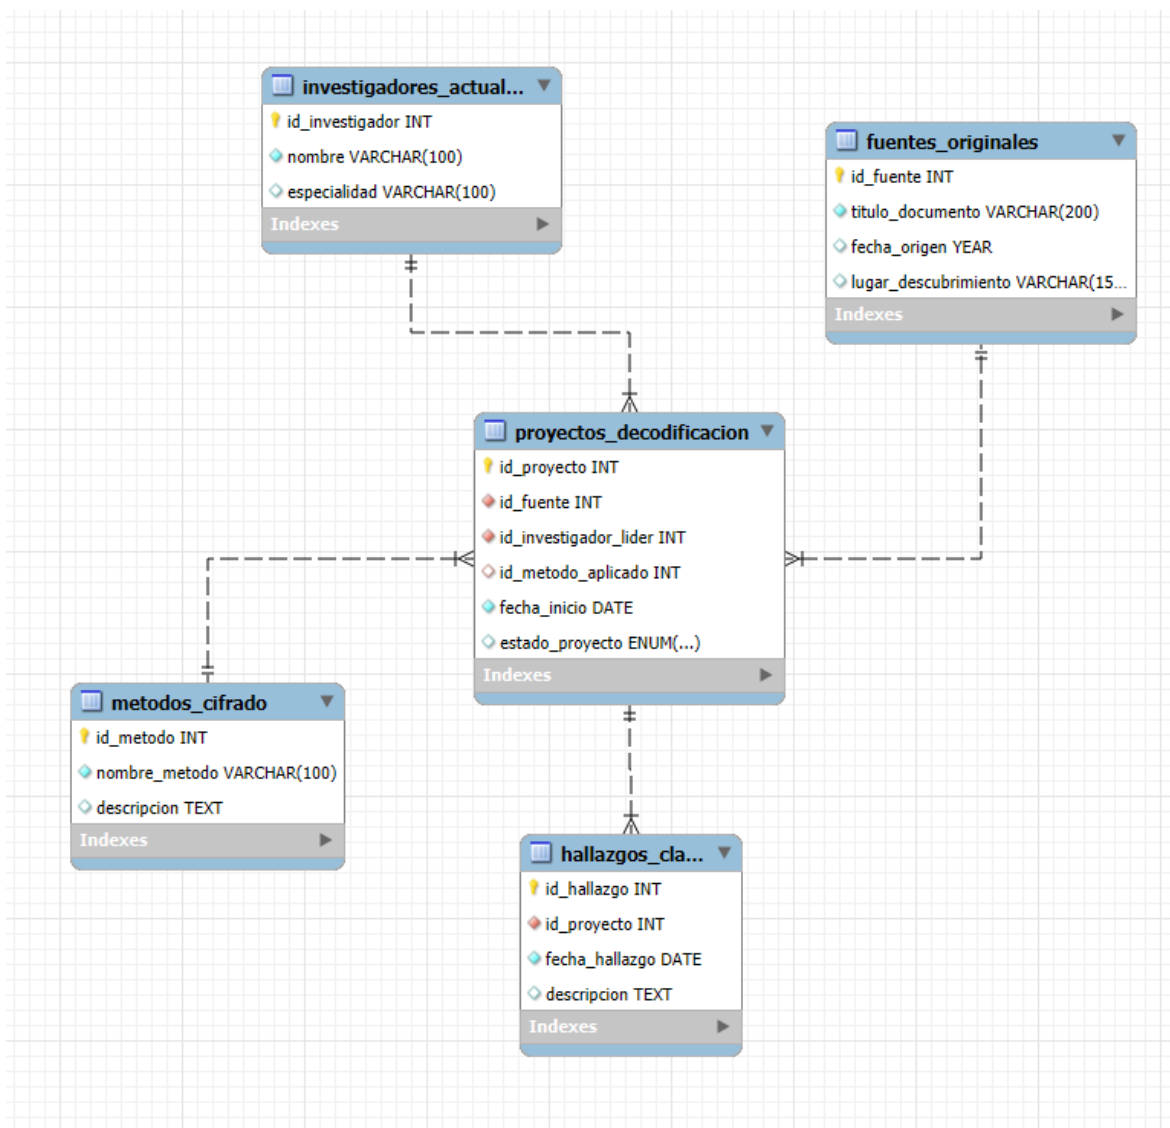 investigadores_actual...
id_investigador INT
nombre VARCHAR(100)
especialidad VARCHAR(100)
Indexes
fuentes_originales
id_fuente INT
titulo_documento VARCHAR(200)
fecha_origen YEAR
lugar_descubrimiento VARCHAR(15...
Indexes
proyectos_decodificacion
id_proyecto INT
id_fuente INT
id_investigador_lider INT
id_metodo_aplicado INT
fecha_inicio DATE
estado_proyecto ENUM(...)
Indexes
metodos_cifrado
id_metodo INT
nombre_metodo VARCHAR(100)
descripcion TEXT
Indexes
hallazgos_cla...
id_hallazgo INT
id_proyecto INT
fecha_hallazgo DATE
descripcion TEXT
Indexes